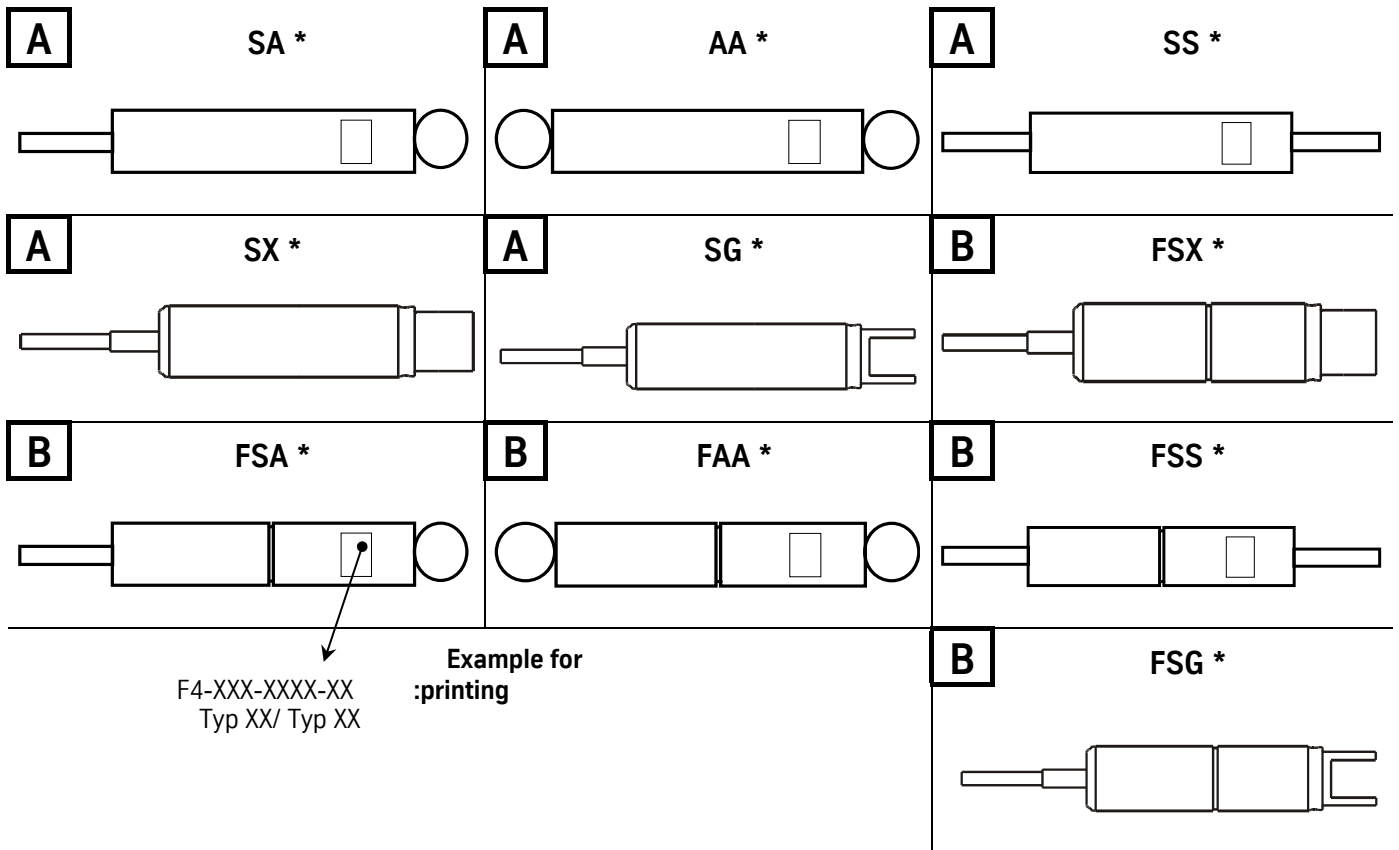 A
SA *
A
AA *
A
SS *
A
SX *
A
SG *
B
FSX *
B
FSA *
B
FAA *
B
FSS *
Example for
:printing
F4-XXX-XXXX-XX
Typ XX/ Typ XX
B
FSG *